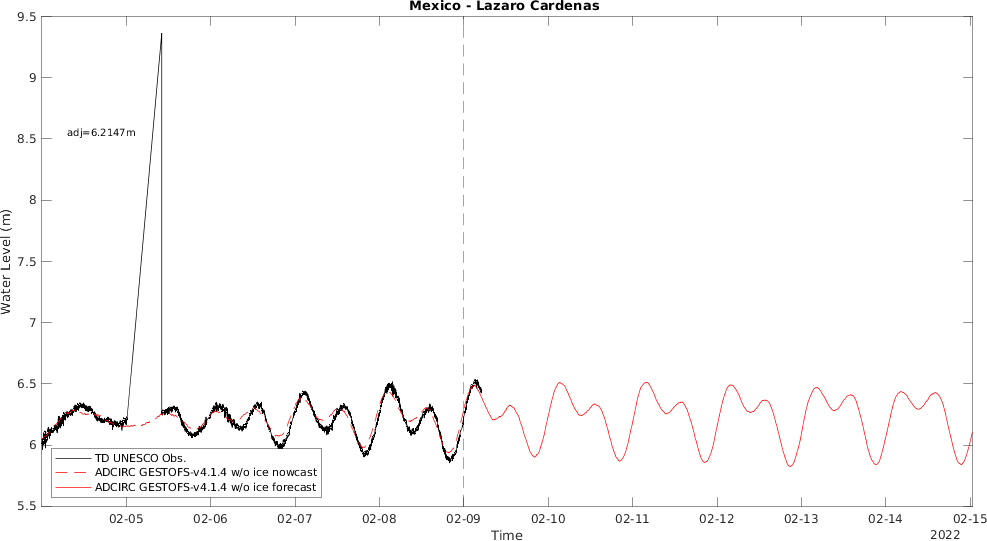 Mexico - Lazaro Cardenas
9.5
9
8.5
8
7.5
7
6.5
6
5.5
Water Level (m)
adj=6.2147m
TD UNESCO Obs.
ADCIRC GESTOFS-v4.1.4 w/o ice nowcast
ADCIRC GESTOFS-v4.1.4 w/o ice forecast
02-05 02-06 02-07 02-08 02-09 02-10 02-11 02-12 02-13 02-14 02-15
Time
2022